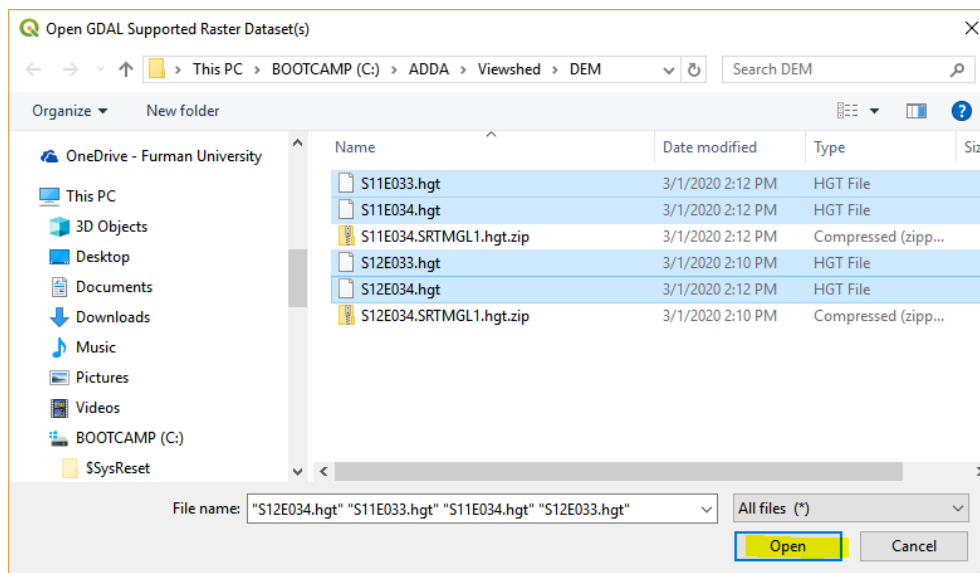 Open GDAL Supported Raster Dataset(s)
This PC > BOOTCAMP (C:) > ADDA > Viewshed > DEM
Search DEM
Organize
New folder
OneDrive - Furman University
This PC
3D Objects
Desktop
Documents
Downloads
Music
Pictures
Videos
BOOTCAMP (C:)
$SysReset
Name Date modified Type Siz
S11E033.hgt 3/1/2020 2:12 PM HGT File
S11E034.hgt 3/1/2020 2:12 PM HGT File
S11E034.SRTMGL1.hgt.zip 3/1/2020 2:12 PM Compressed (zipp...
S12E033.hgt 3/1/2020 2:10 PM HGT File
S12E034.hgt 3/1/2020 2:12 PM HGT File
S12E034.SRTMGL1.hgt.zip 3/1/2020 2:10 PM Compressed (zipp...
File name: "S12E034.hgt" "S11E033.hgt" "S11E034.hgt" "S12E033.hgt"
All files (*)
Open Cancel